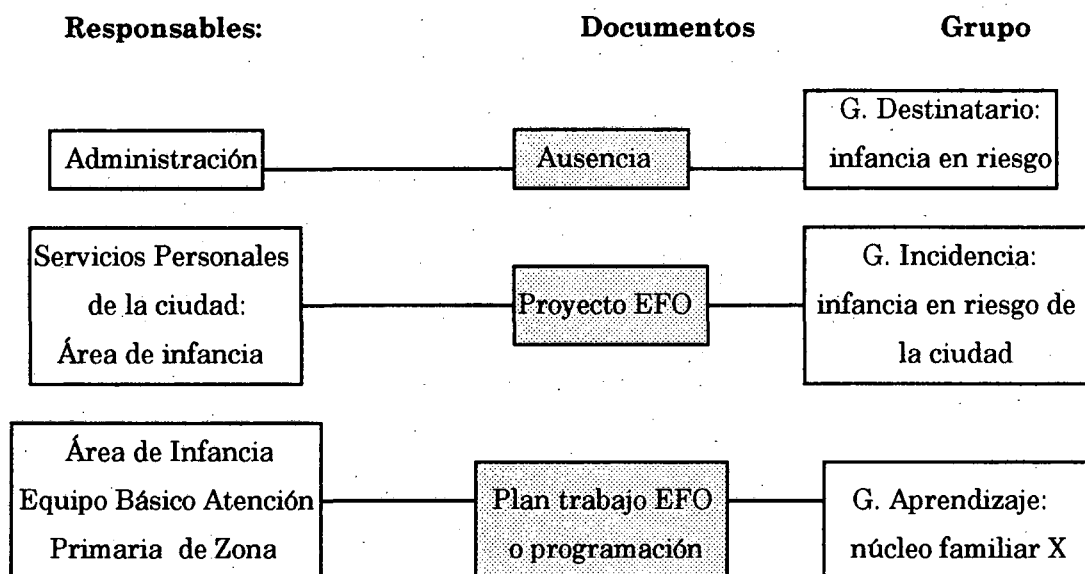 Responsables: Documentos Grupo
Administración
Ausencia
G. Destinatario:
infancia en riesgo
Servicios Personales
de la ciudad:
Área de infancia
Proyecto EFO
G. Incidencia:
infancia en riesgo de
la ciudad
Área de Infancia
Equipo Básico Atención
Primaria de Zona
Plan trabajo EFO
o programación
G. Aprendizaje:
núcleo familiar X